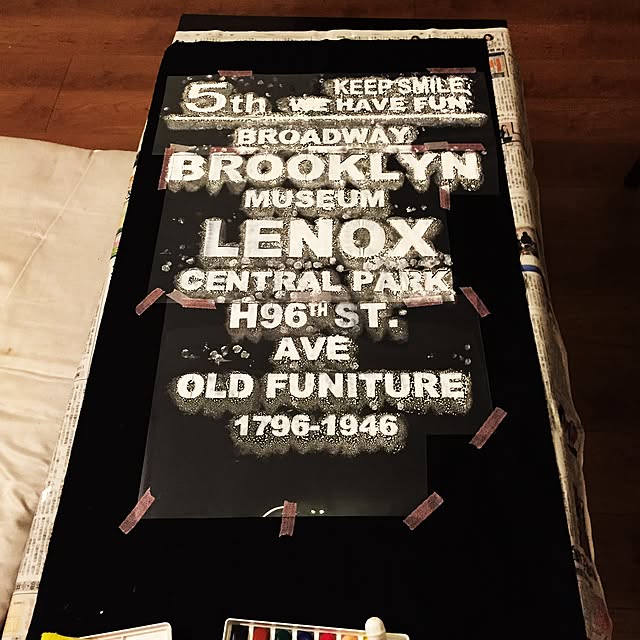 5th KEEP SMILE.
WE HAVE FUN
BROADWAY
BROOKLYN
MUSEUM
LENOX
CENTRAL PARK
H96TH ST.
AVE
OLD FUNITURE
1796-1946